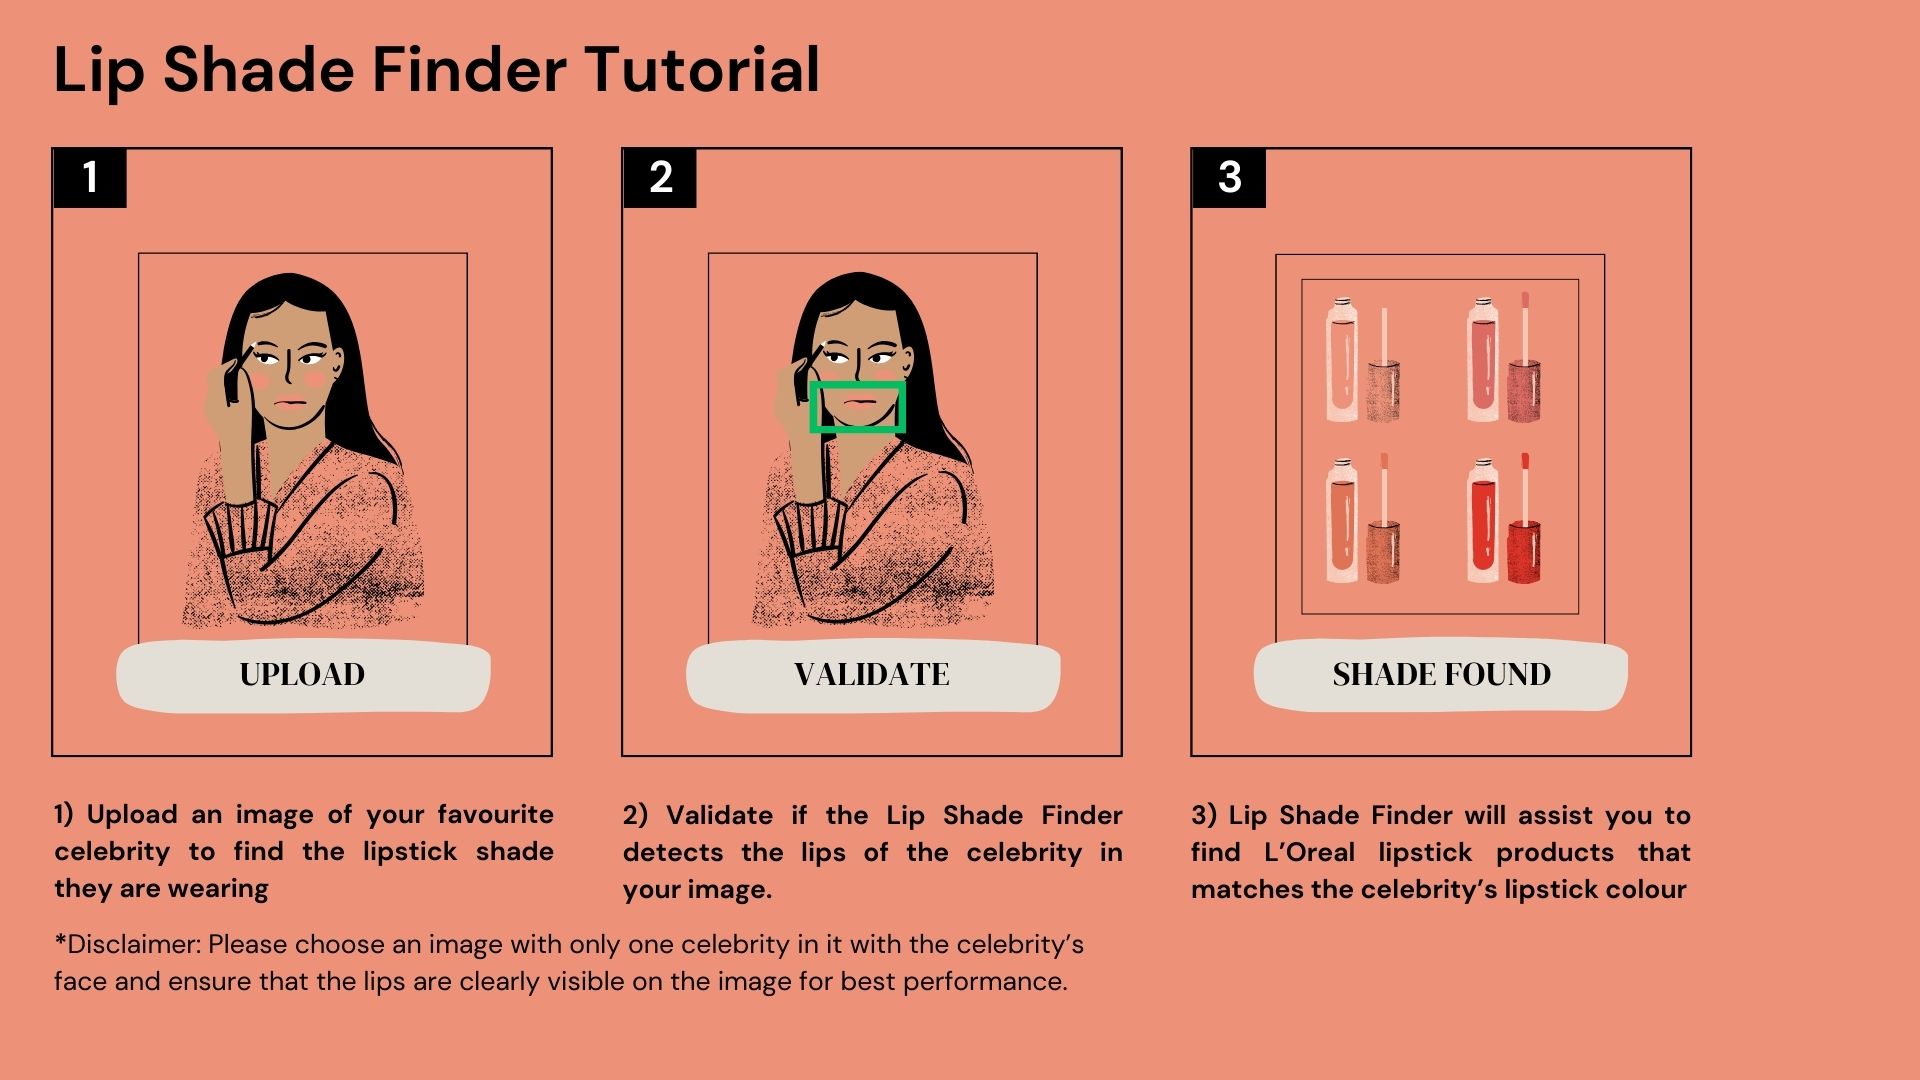 Lip Shade Finder Tutorial
1
2
3
UPLOAD
VALIDATE
SHADE FOUND
1) Upload an image of your favourite
celebrity to find the lipstick shade
they are wearing
2) Validate if the Lip Shade Finder
detects the lips of the celebrity in
your image.
3) Lip Shade Finder will assist you to
find L’Oreal lipstick products that
matches the celebrity’s lipstick colour
*Disclaimer: Please choose an image with only one celebrity in it with the celebrity’s
face and ensure that the lips are clearly visible on the image for best performance.